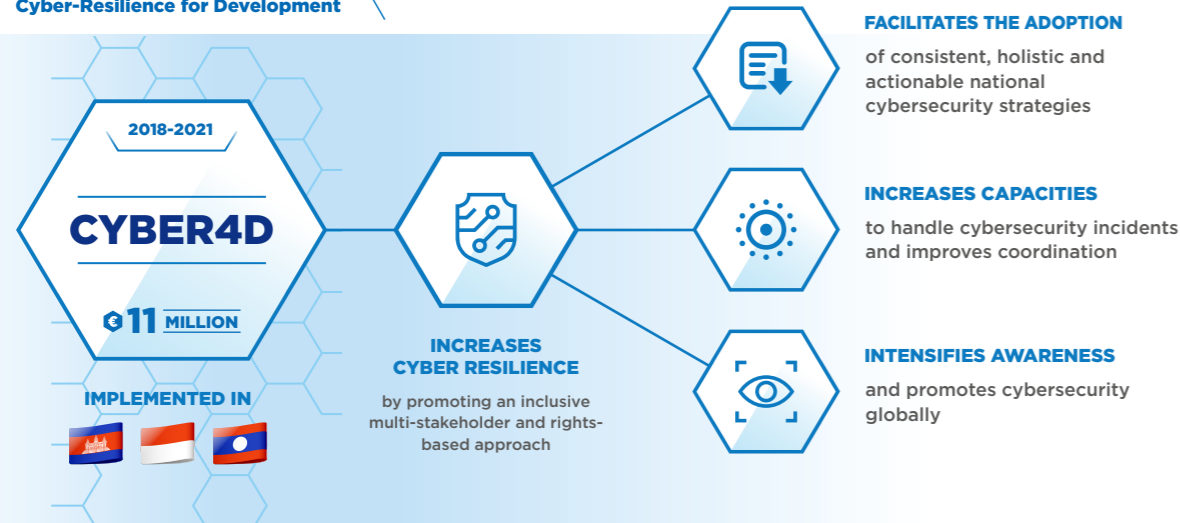 Cyber-Resilience for Development
2018-2021
CYBER4D
€ 11 MILLION
IMPLEMENTED IN
INCREASES
CYBER RESILIENCE
by promoting an inclusive
multi-stakeholder and rights-
based approach
FACILITATES THE ADOPTION
of consistent, holistic and
actionable national
cybersecurity strategies
INCREASES CAPACITIES
to handle cybersecurity incidents
and improves coordination
INTENSIFIES AWARENESS
and promotes cybersecurity
globally